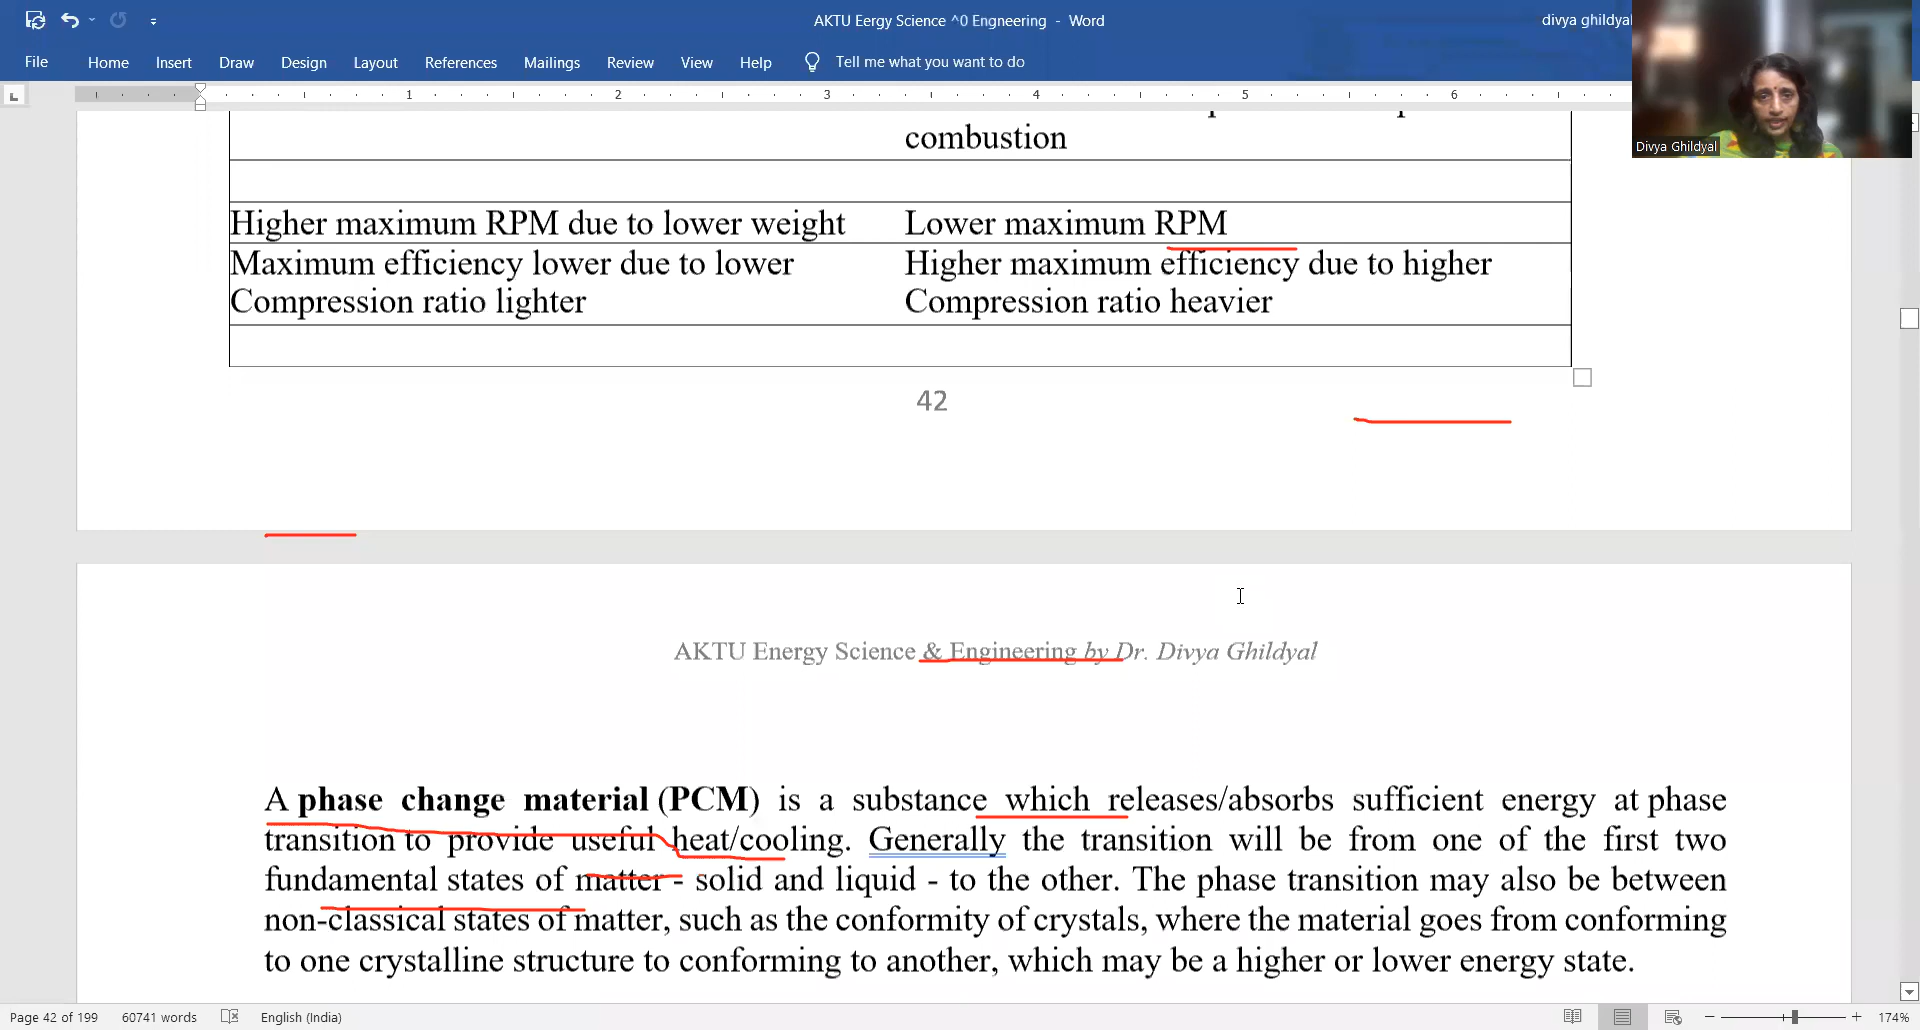 AKTU Eergy Science ^0 Engneering - Word
divya ghildyal
File Home Insert Draw Design Layout References Mailings Review View Help Tell me what you want to do
1 2 3 4 5 6
Divya Ghildyal
combustion
Higher maximum RPM due to lower weight Lower maximum RPM
Maximum efficiency lower due to lower Higher maximum efficiency due to higher
Compression ratio lighter Compression ratio heavier
42
AKTU Energy Science & Engineering by Dr. Divya Ghildyal
A phase change material (PCM) is a substance which releases/absorbs sufficient energy at phase
transition to provide useful heat/cooling. Generally the transition will be from one of the first two
fundamental states of matter - solid and liquid - to the other. The phase transition may also be between
non-classical states of matter, such as the conformity of crystals, where the material goes from conforming
to one crystalline structure to conforming to another, which may be a higher or lower energy state.
Page 42 of 199 60741 words English (India) 174%